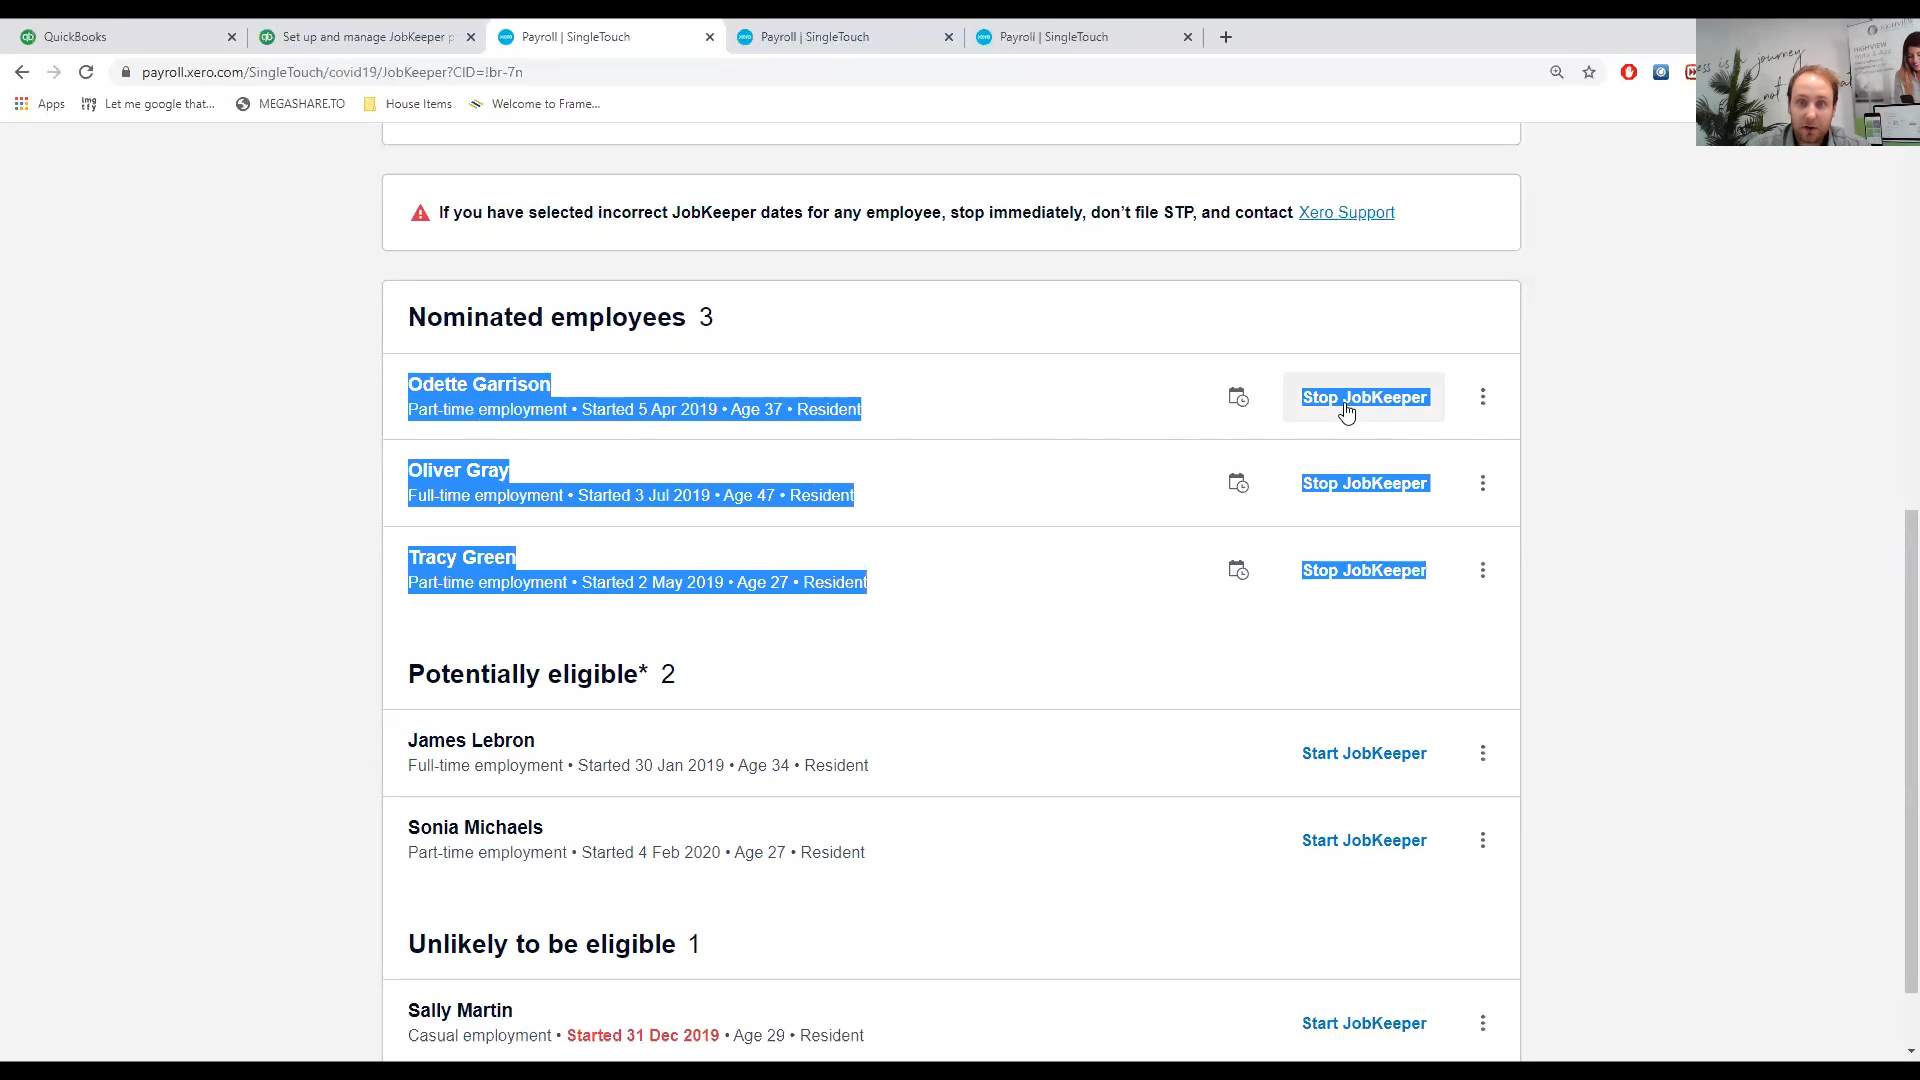 QuickBooks
Set up and manage JobKeeper p
Payroll | SingleTouch
Payroll | SingleTouch
Payroll | SingleTouch
payroll.xero.com/SingleTouch/covid19/JobKeeper?CID=!br-7n
Apps
Let me google that...
MEGASHARE.TO
House Items
Welcome to Frame...
ess is a journey
not
HIGHVIEW
If you have selected incorrect JobKeeper dates for any employee, stop immediately, don't file STP, and contact Xero Support
Nominated employees 3
Odette Garrison
Part-time employment • Started 5 Apr 2019 • Age 37 • Resident
Stop JobKeeper
Oliver Gray
Full-time employment • Started 3 Jul 2019 • Age 47 • Resident
Stop JobKeeper
Tracy Green
Part-time employment • Started 2 May 2019 • Age 27 • Resident
Stop JobKeeper
Potentially eligible* 2
James Lebron
Full-time employment • Started 30 Jan 2019 • Age 34 • Resident
Start JobKeeper
Sonia Michaels
Part-time employment • Started 4 Feb 2020 • Age 27 • Resident
Start JobKeeper
Unlikely to be eligible 1
Sally Martin
Casual employment • Started 31 Dec 2019 • Age 29 • Resident
Start JobKeeper